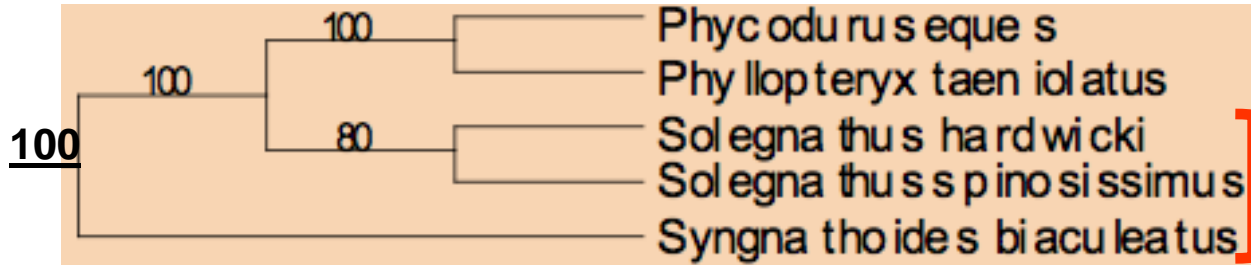 100
Phycodurus eques
100
Phyllopteryx taeniolatus
100
80
Solegnathus hardwicki
Solegnathus spinosissimus
Syngnathoides biaculeatus